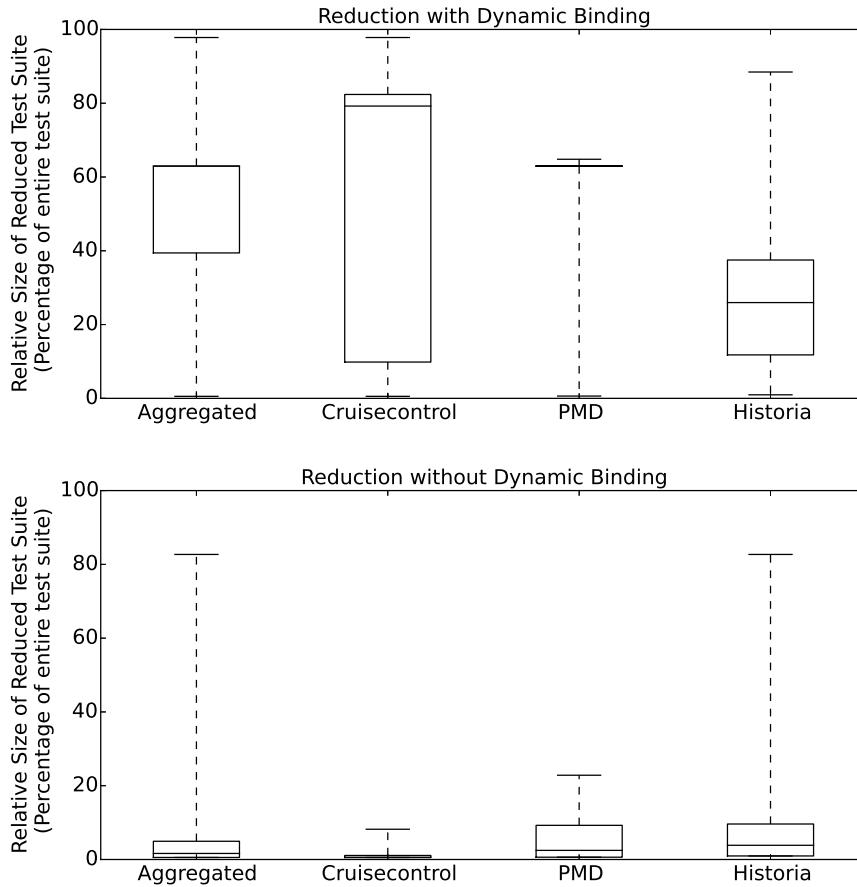 Reduction with Dynamic Binding
Relative Size of Reduced Test Suite
(Percentage of entire test suite)
100
80
60
40
20
0
Aggregated
Cruisecontrol
PMD
Historia
Reduction without Dynamic Binding
Relative Size of Reduced Test Suite
(Percentage of entire test suite)
100
80
60
40
20
0
Aggregated
Cruisecontrol
PMD
Historia